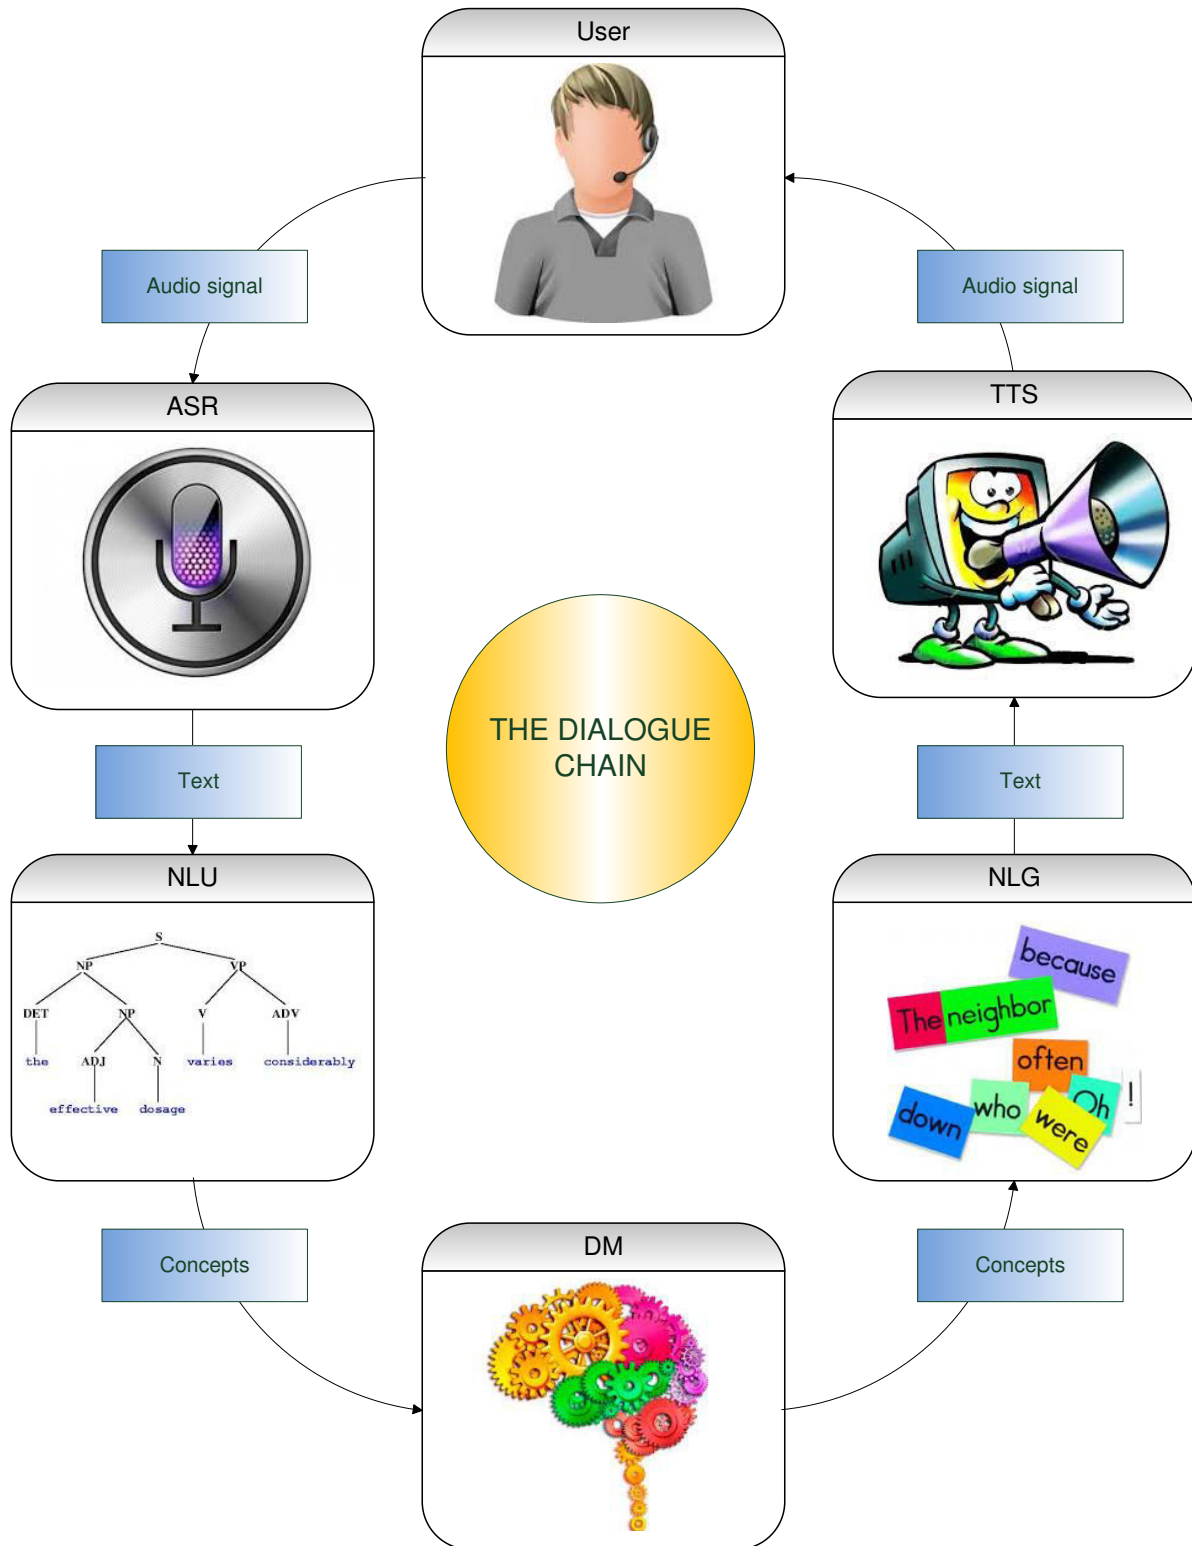 User
Audio signal
Audio signal
ASR
TTS
THE DIALOGUE
CHAIN
Text
Text
NLU
NLG
S
NP VP
DET NP V ADV
the ADJ N varies considerably
effective dosage
because
The neighbor
often
down who were Oh !
Concepts
Concepts
DM